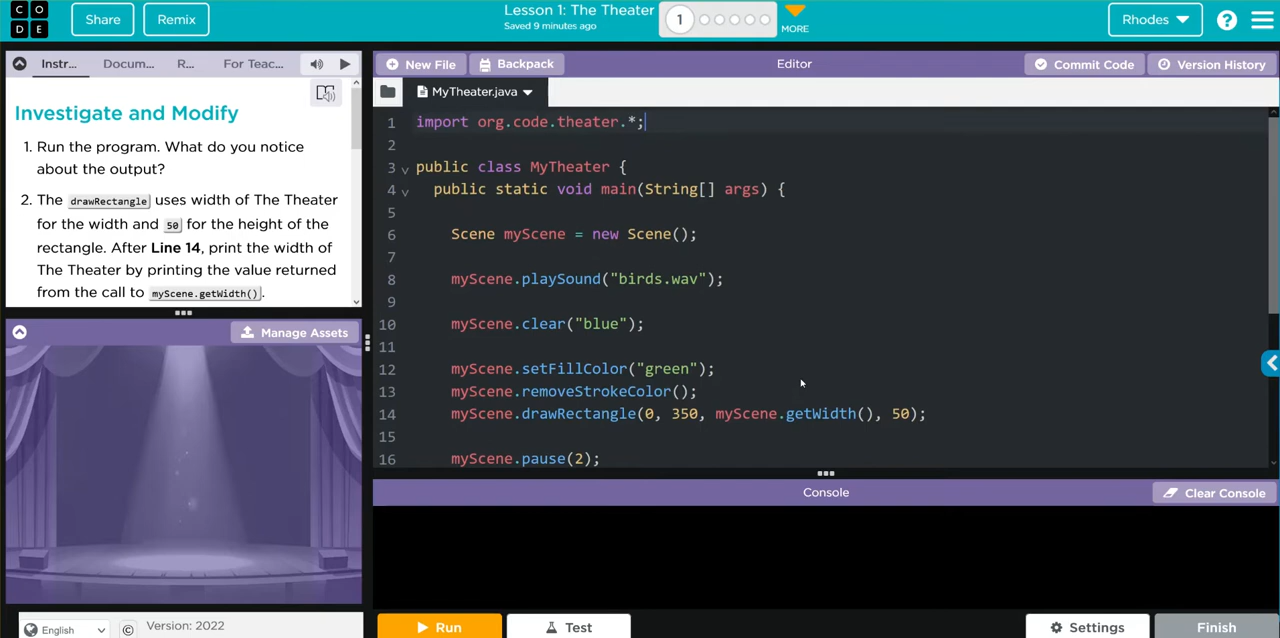 CO
DE
Share
Remix
Lesson 1: The Theater
Saved 9 minutes ago
1
MORE
Rhodes
?
Instr...
Docum...
R...
For Teac...
New File
Backpack
Editor
Commit Code
Version History
Investigate and Modify
1. Run the program. What do you notice
about the output?
2. The drawRectangle uses width of The Theater
for the width and 50 for the height of the
rectangle. After Line 14, print the width of
The Theater by printing the value returned
from the call to myScene.getWidth().
MyTheater.java
1 import org.code.theater.*;
2
3 public class MyTheater {
4 public static void main(String[] args) {
5
6 Scene myScene = new Scene();
7
8 myScene.playSound("birds.wav");
9
10 myScene.clear("blue");
11
12 myScene.setFillColor("green");
13 myScene.removeStrokeColor();
14 myScene.drawRectangle(0, 350, myScene.getWidth(), 50);
15
16 myScene.pause(2);
Manage Assets
Console
Clear Console
English
©
Version: 2022
Run
Test
Settings
Finish